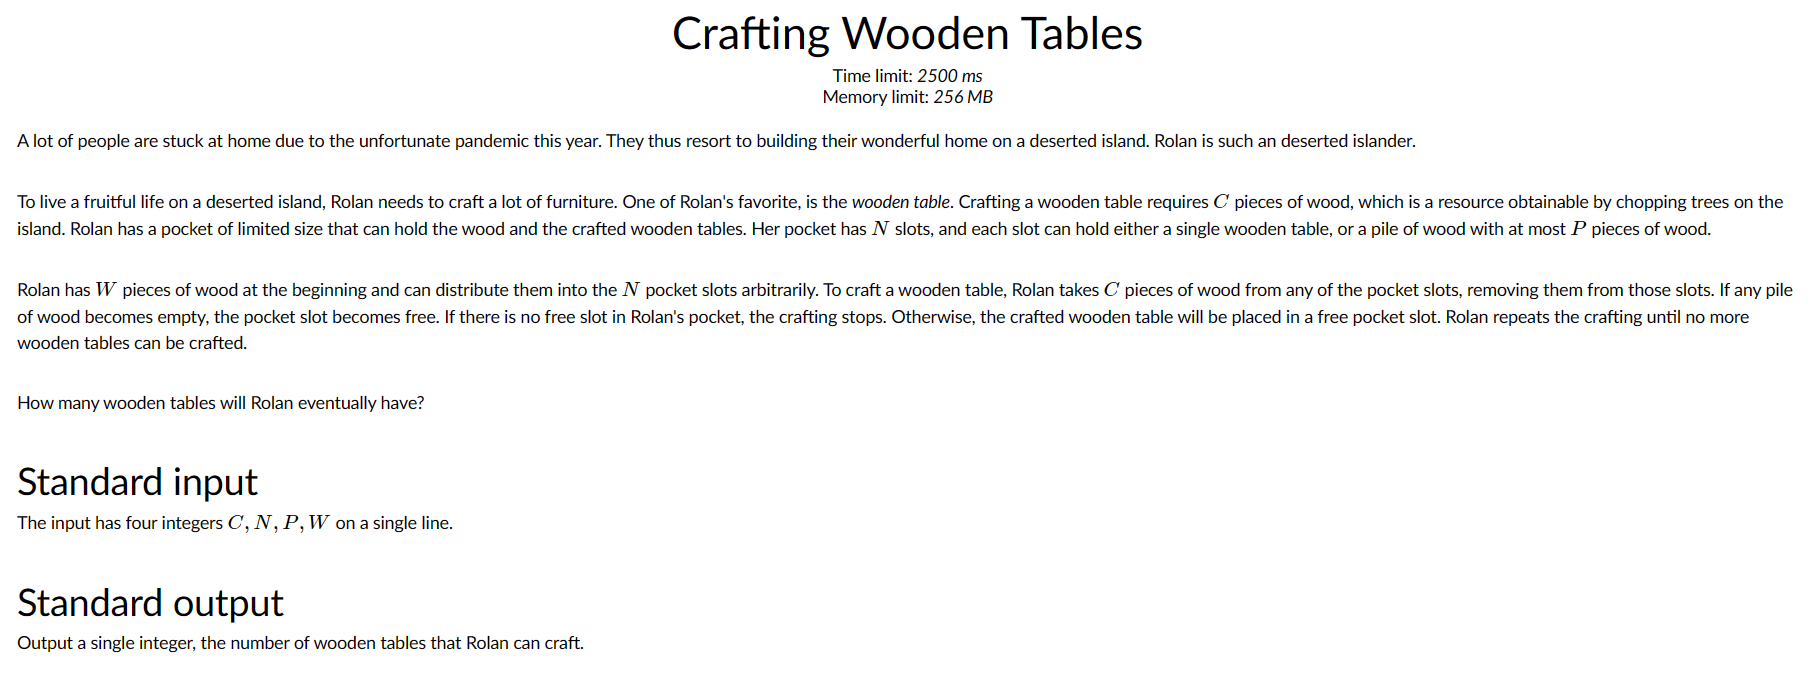 Crafting Wooden Tables
Time limit: 2500 ms
Memory limit: 256 MB
A lot of people are stuck at home due to the unfortunate pandemic this year. They thus resort to building their wonderful home on a deserted island. Rolan is such an deserted islander.
To live a fruitful life on a deserted island, Rolan needs to craft a lot of furniture. One of Rolan's favorite, is the wooden table. Crafting a wooden table requires C pieces of wood, which is a resource obtainable by chopping trees on the
island. Rolan has a pocket of limited size that can hold the wood and the crafted wooden tables. Her pocket has N slots, and each slot can hold either a single wooden table, or a pile of wood with at most P pieces of wood.
Rolan has W pieces of wood at the beginning and can distribute them into the N pocket slots arbitrarily. To craft a wooden table, Rolan takes C pieces of wood from any of the pocket slots, removing them from those slots. If any pile
of wood becomes empty, the pocket slot becomes free. If there is no free slot in Rolan's pocket, the crafting stops. Otherwise, the crafted wooden table will be placed in a free pocket slot. Rolan repeats the crafting until no more
wooden tables can be crafted.
How many wooden tables will Rolan eventually have?
Standard input
The input has four integers C, N, P, W on a single line.
Standard output
Output a single integer, the number of wooden tables that Rolan can craft.